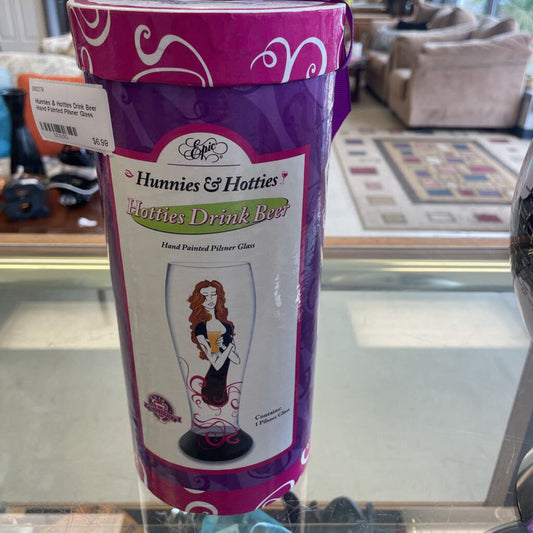 Hunnies & Hotties Drink Beer
Hand Painted Pilsner Glass
$6.99
Epic
Hunnies & Hotties
Hotties Drink Beer
Hand Painted Pilsner Glass
Contains:
1 Pilsner Glass